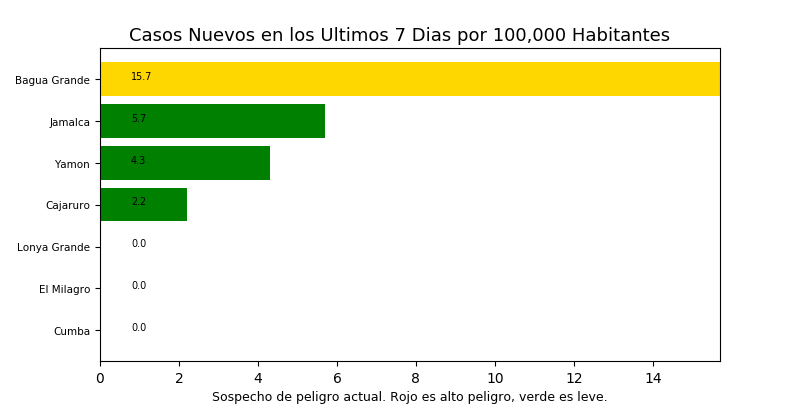 Casos Nuevos en los Ultimos 7 Dias por 100,000 Habitantes
Bagua Grande 15.7
Jamalca 5.7
Yamon 4.3
Cajaruro 2.2
Lonya Grande 0.0
El Milagro 0.0
Cumba 0.0
0 2 4 6 8 10 12 14
Sospecho de peligro actual. Rojo es alto peligro, verde es leve.